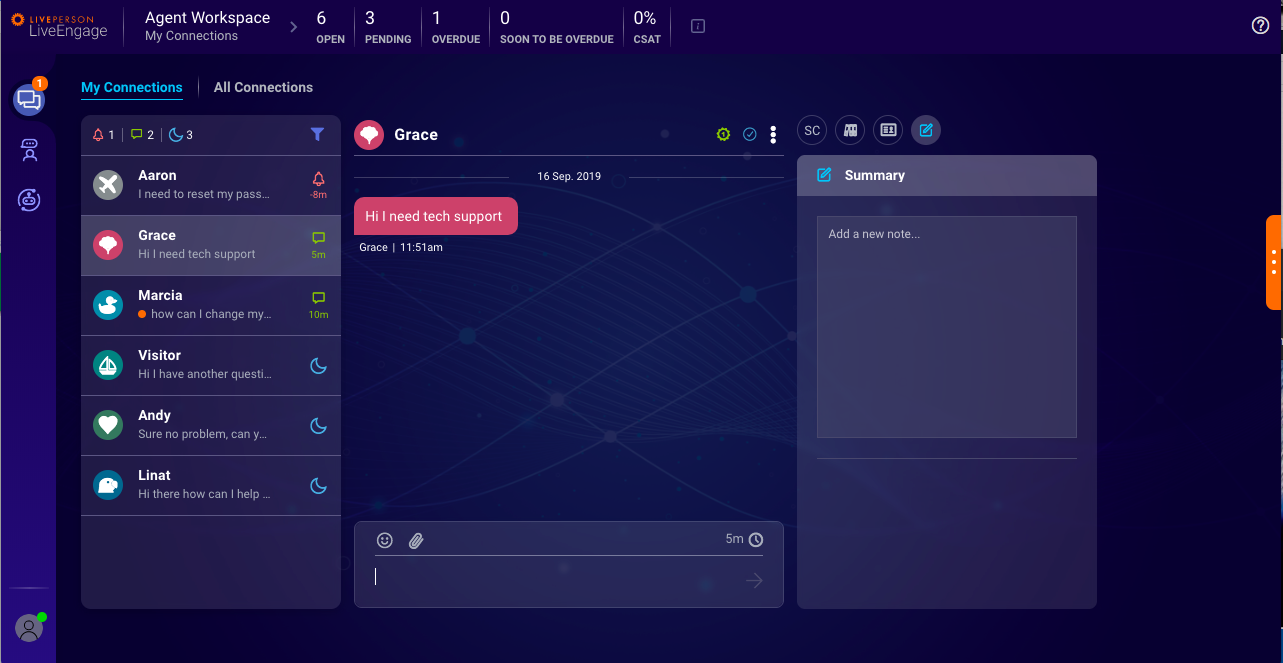 LIVEPERSON
LiveEngage
Agent Workspace
My Connections
6
OPEN
3
PENDING
1
OVERDUE
0
SOON TO BE OVERDUE
0%
CSAT
1
My Connections
All Connections
1 2 3
Aaron
I need to reset my pass...
-8m
Grace
Hi I need tech support
5m
Marcia
how can I change my...
10m
Visitor
Hi I have another questi...
Andy
Sure no problem, can y...
Linat
Hi there how can I help ...
Grace
1
16 Sep. 2019
Hi I need tech support
Grace | 11:51am
5m
SC
Summary
Add a new note...